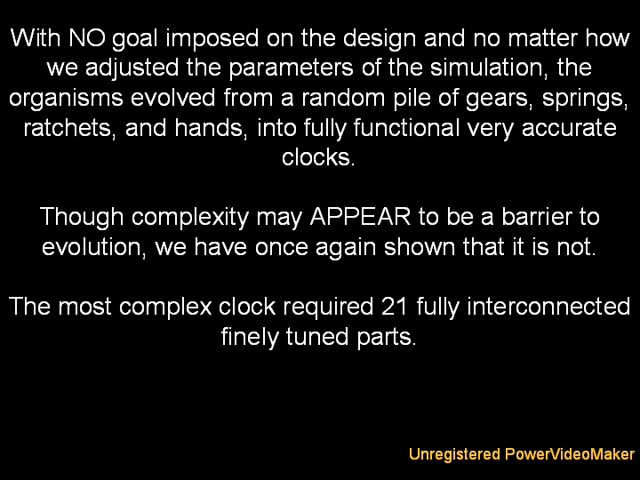 With NO goal imposed on the design and no matter how
we adjusted the parameters of the simulation, the
organisms evolved from a random pile of gears, springs,
ratchets, and hands, into fully functional very accurate
clocks.
Though complexity may APPEAR to be a barrier to
evolution, we have once again shown that it is not.
The most complex clock required 21 fully interconnected
finely tuned parts.
Unregistered PowerVideoMaker